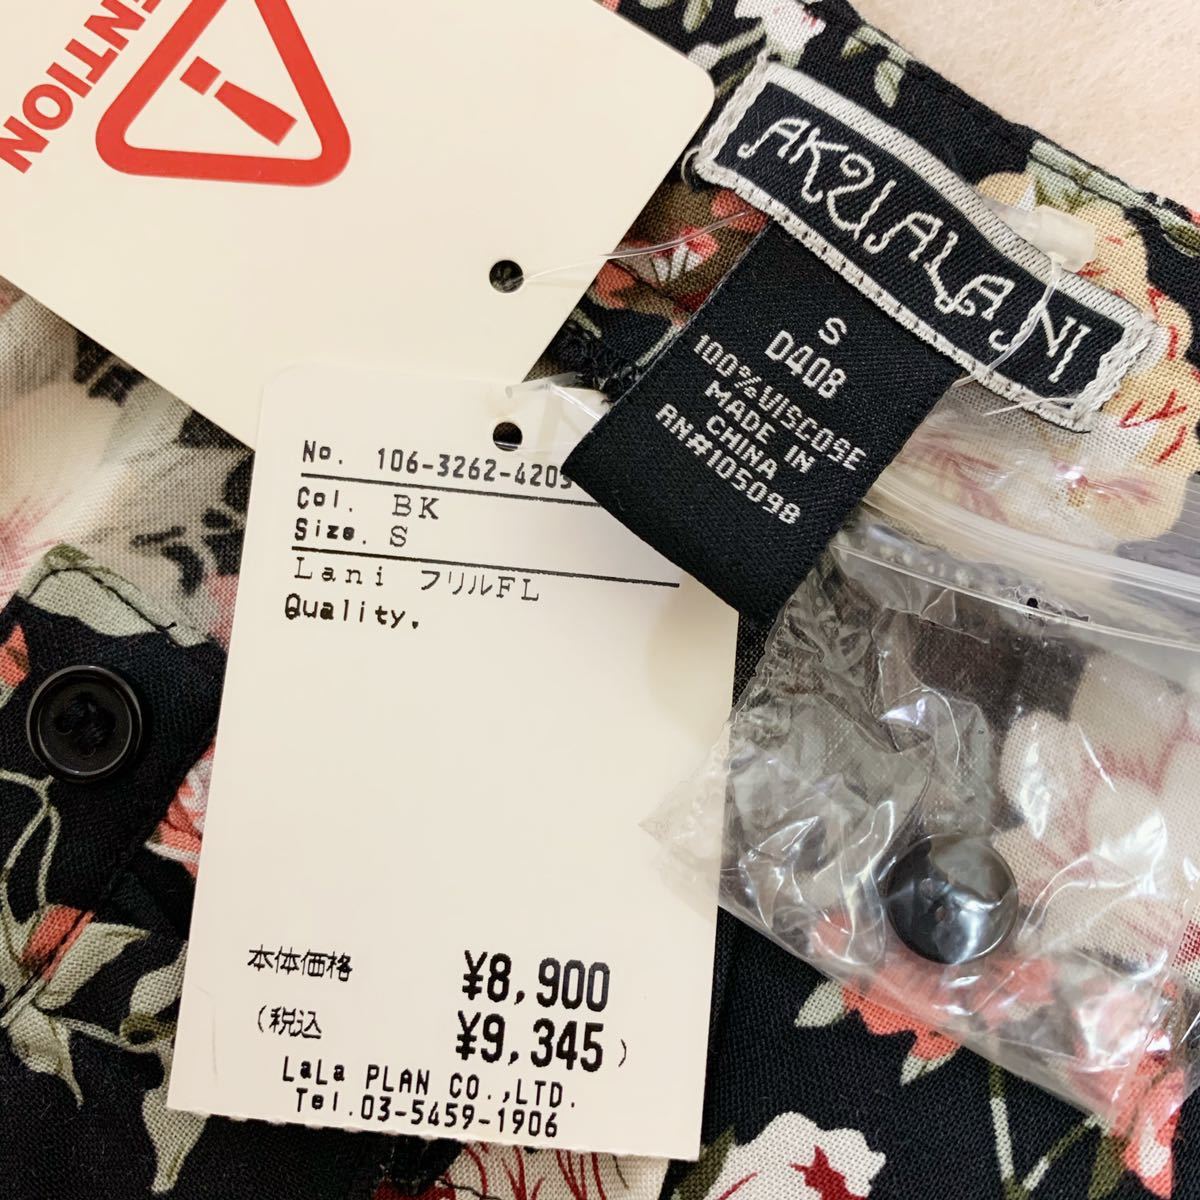 ENTION
AKUALANI
S
D408
100%VISCOSE
MADE IN
CHINA
RN#105098
No. 106-3262-420
Col. BK
Size. S
Lani フリルFL
Quality.
本体価格 ¥8,900
(税込 ¥9,345)
LaLa PLAN CO.,LTD.
Tel.03-5459-1906